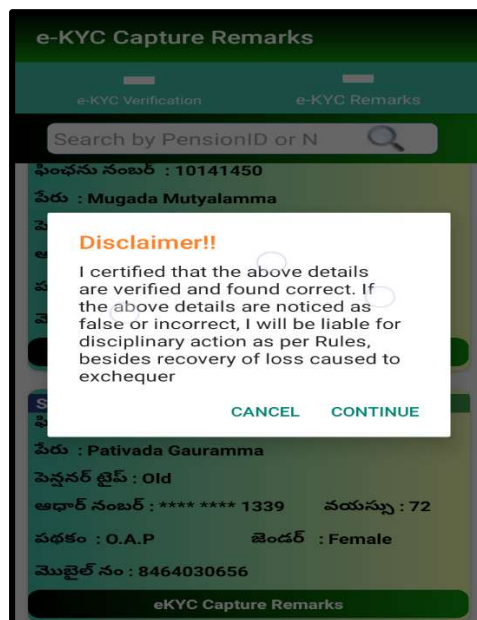 e-KYC Capture Remarks
e-KYC Verification e-KYC Remarks
Search by PensionID or N
ఫింఛను నంబర్ : 10141450
పేరు : Mugada Mutyalamma
Disclaimer!!
I certified that the above details
are verified and found correct. If
the above details are noticed as
false or incorrect, I will be liable for
disciplinary action as per Rules,
besides recovery of loss caused to
exchequer
CANCEL CONTINUE
పేరు : Pativada Gauramma
పెన్షనర్ టైప్ : Old
ఆధార్ నంబర్ : **** **** 1339 వయస్సు : 72
పథకం : O.A.P జెండర్ : Female
మొబైల్ నం : 8464030656
eKYC Capture Remarks